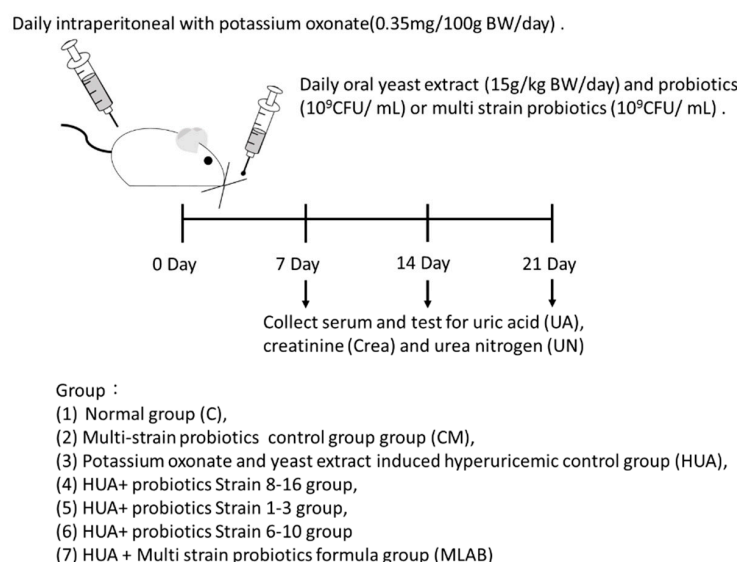 Daily intraperitoneal with potassium oxonate(0.35mg/100g BW/day) .
Daily oral yeast extract (15g/kg BW/day) and probiotics
(10⁹CFU/ mL) or multi strain probiotics (10⁹CFU/ mL) .
0 Day
7 Day
14 Day
21 Day
Collect serum and test for uric acid (UA),
creatinine (Crea) and urea nitrogen (UN)
Group：
(1) Normal group (C),
(2) Multi-strain probiotics control group group (CM),
(3) Potassium oxonate and yeast extract induced hyperuricemic control group (HUA),
(4) HUA+ probiotics Strain 8-16 group,
(5) HUA+ probiotics Strain 1-3 group,
(6) HUA+ probiotics Strain 6-10 group
(7) HUA + Multi strain probiotics formula group (MLAB)